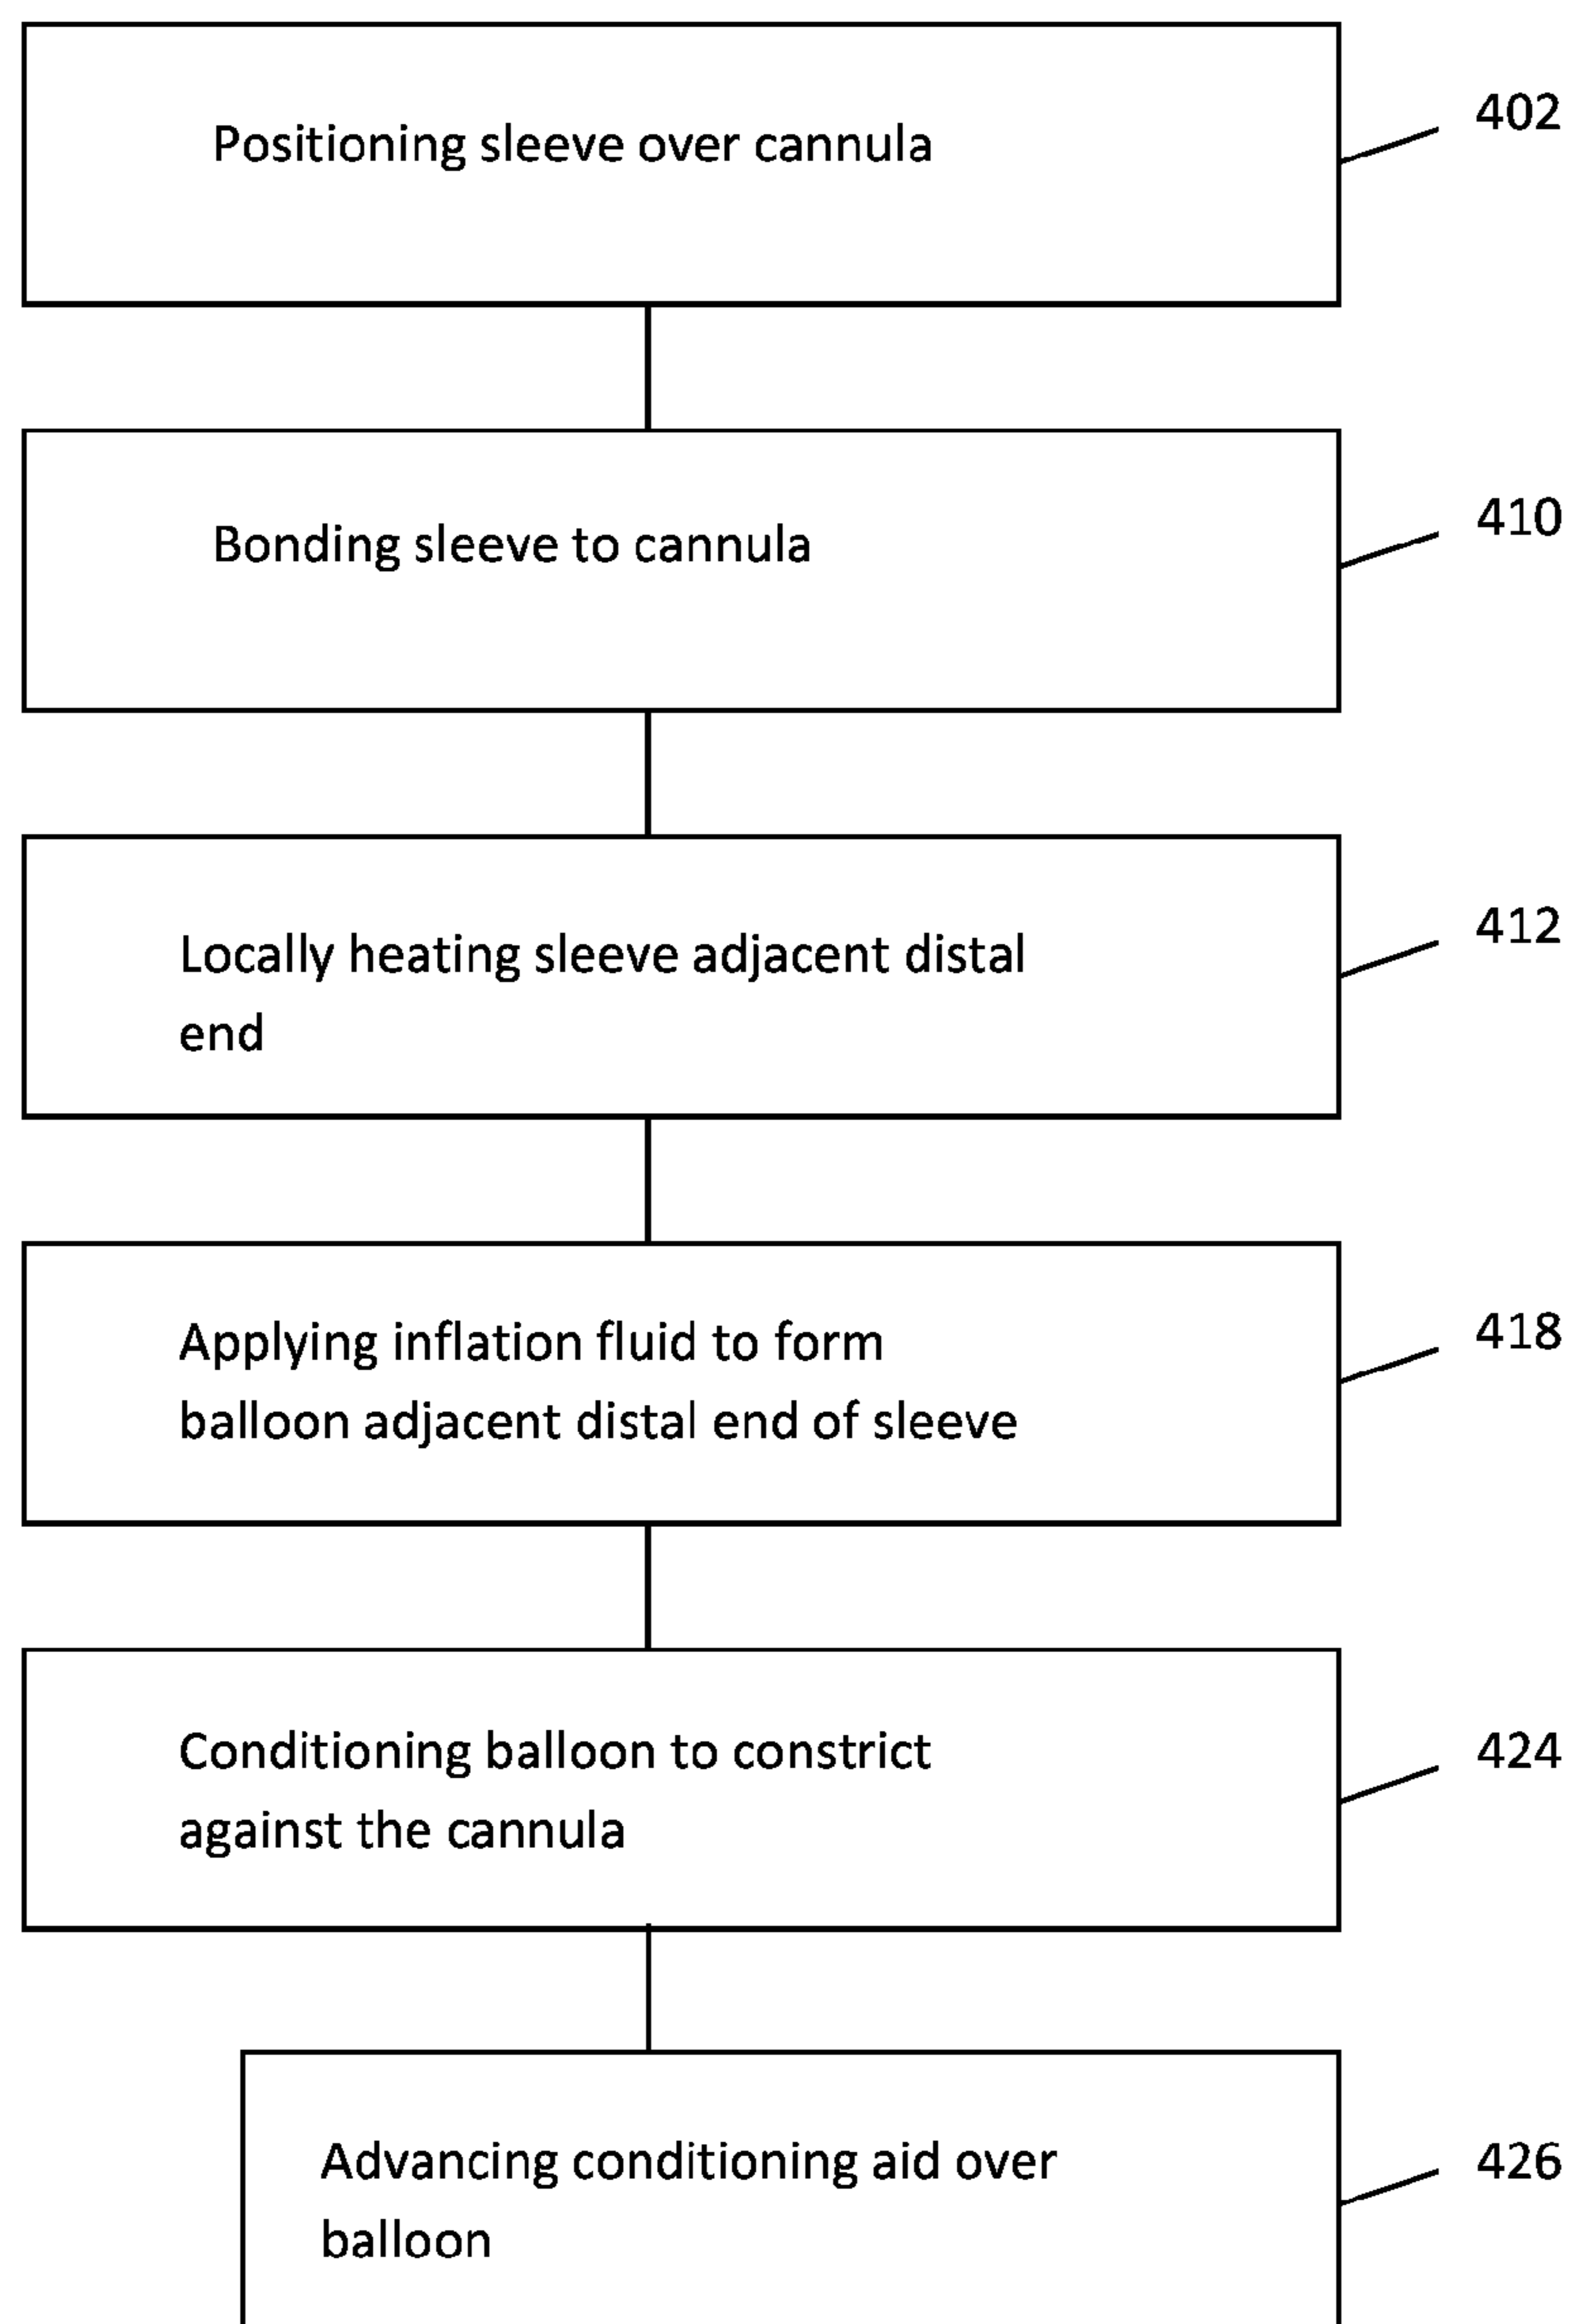 Positioning sleeve over cannula
402
Bonding sleeve to cannula
410
Locally heating sleeve adjacent distal
end
412
Applying inflation fluid to form
balloon adjacent distal end of sleeve
418
Conditioning balloon to constrict
against the cannula
424
Advancing conditioning aid over
balloon
426